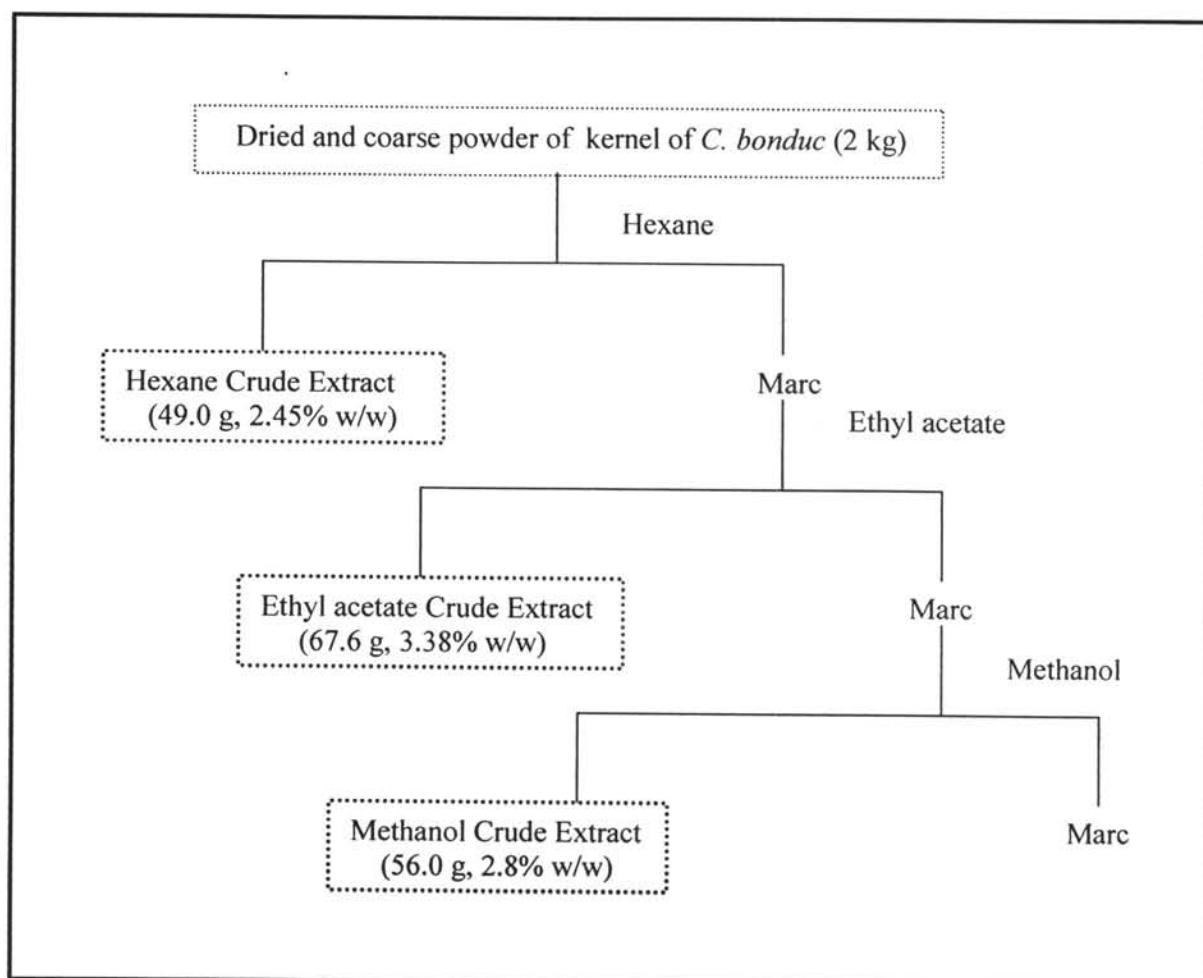 Dried and coarse powder of kernel of C. bonduc (2 kg)
Hexane
Hexane Crude Extract
(49.0 g, 2.45% w/w)
Marc
Ethyl acetate
Ethyl acetate Crude Extract
(67.6 g, 3.38% w/w)
Marc
Methanol
Methanol Crude Extract
(56.0 g, 2.8% w/w)
Marc